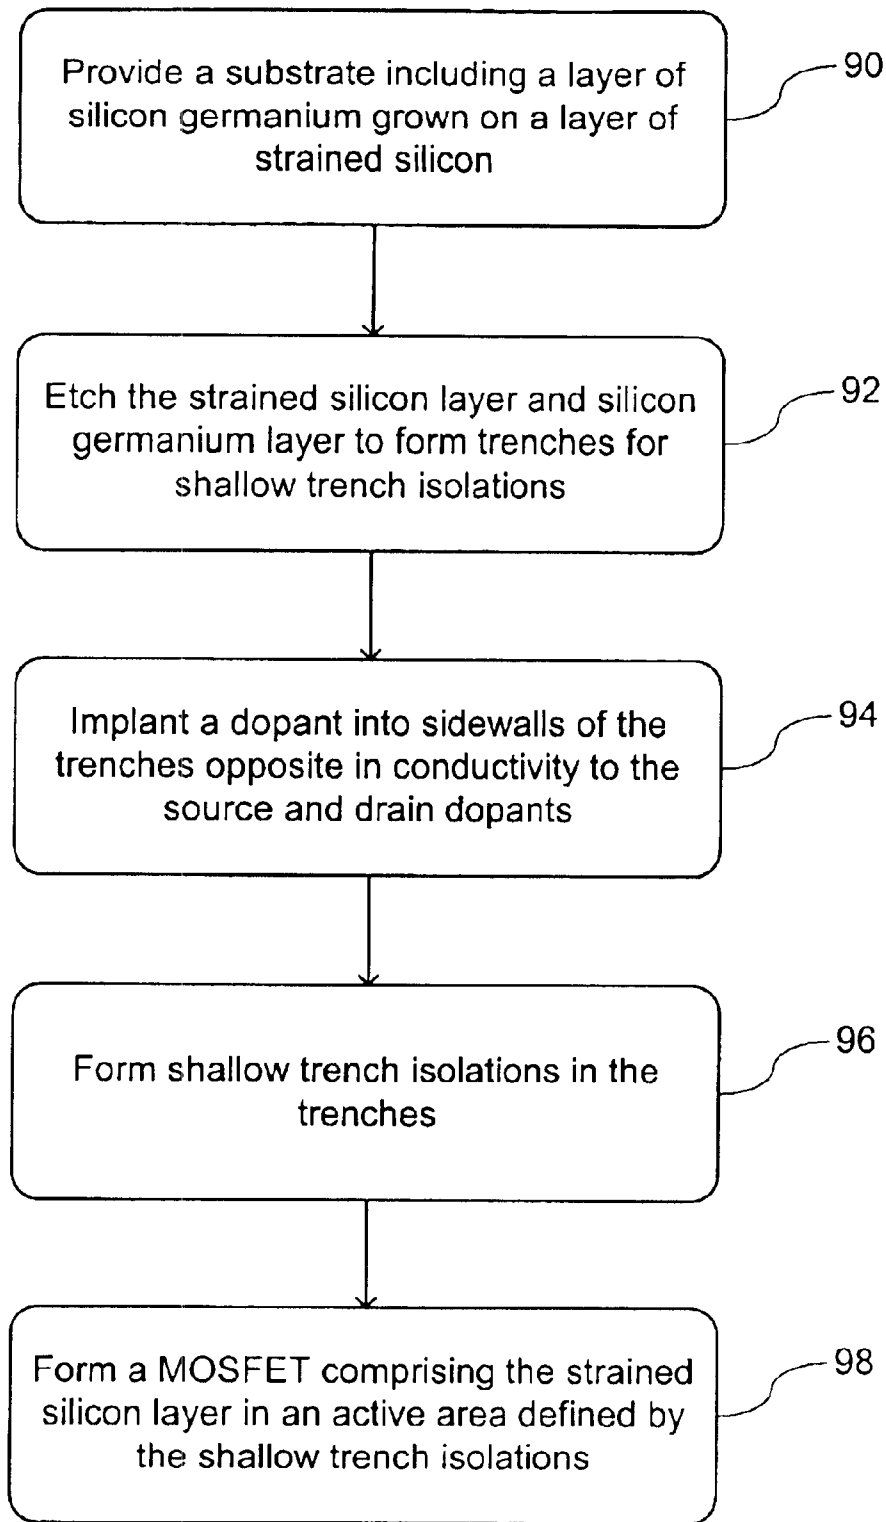 Provide a substrate including a layer of
silicon germanium grown on a layer of
strained silicon
90
Etch the strained silicon layer and silicon
germanium layer to form trenches for
shallow trench isolations
92
Implant a dopant into sidewalls of the
trenches opposite in conductivity to the
source and drain dopants
94
Form shallow trench isolations in the
trenches
96
Form a MOSFET comprising the strained
silicon layer in an active area defined by
the shallow trench isolations
98